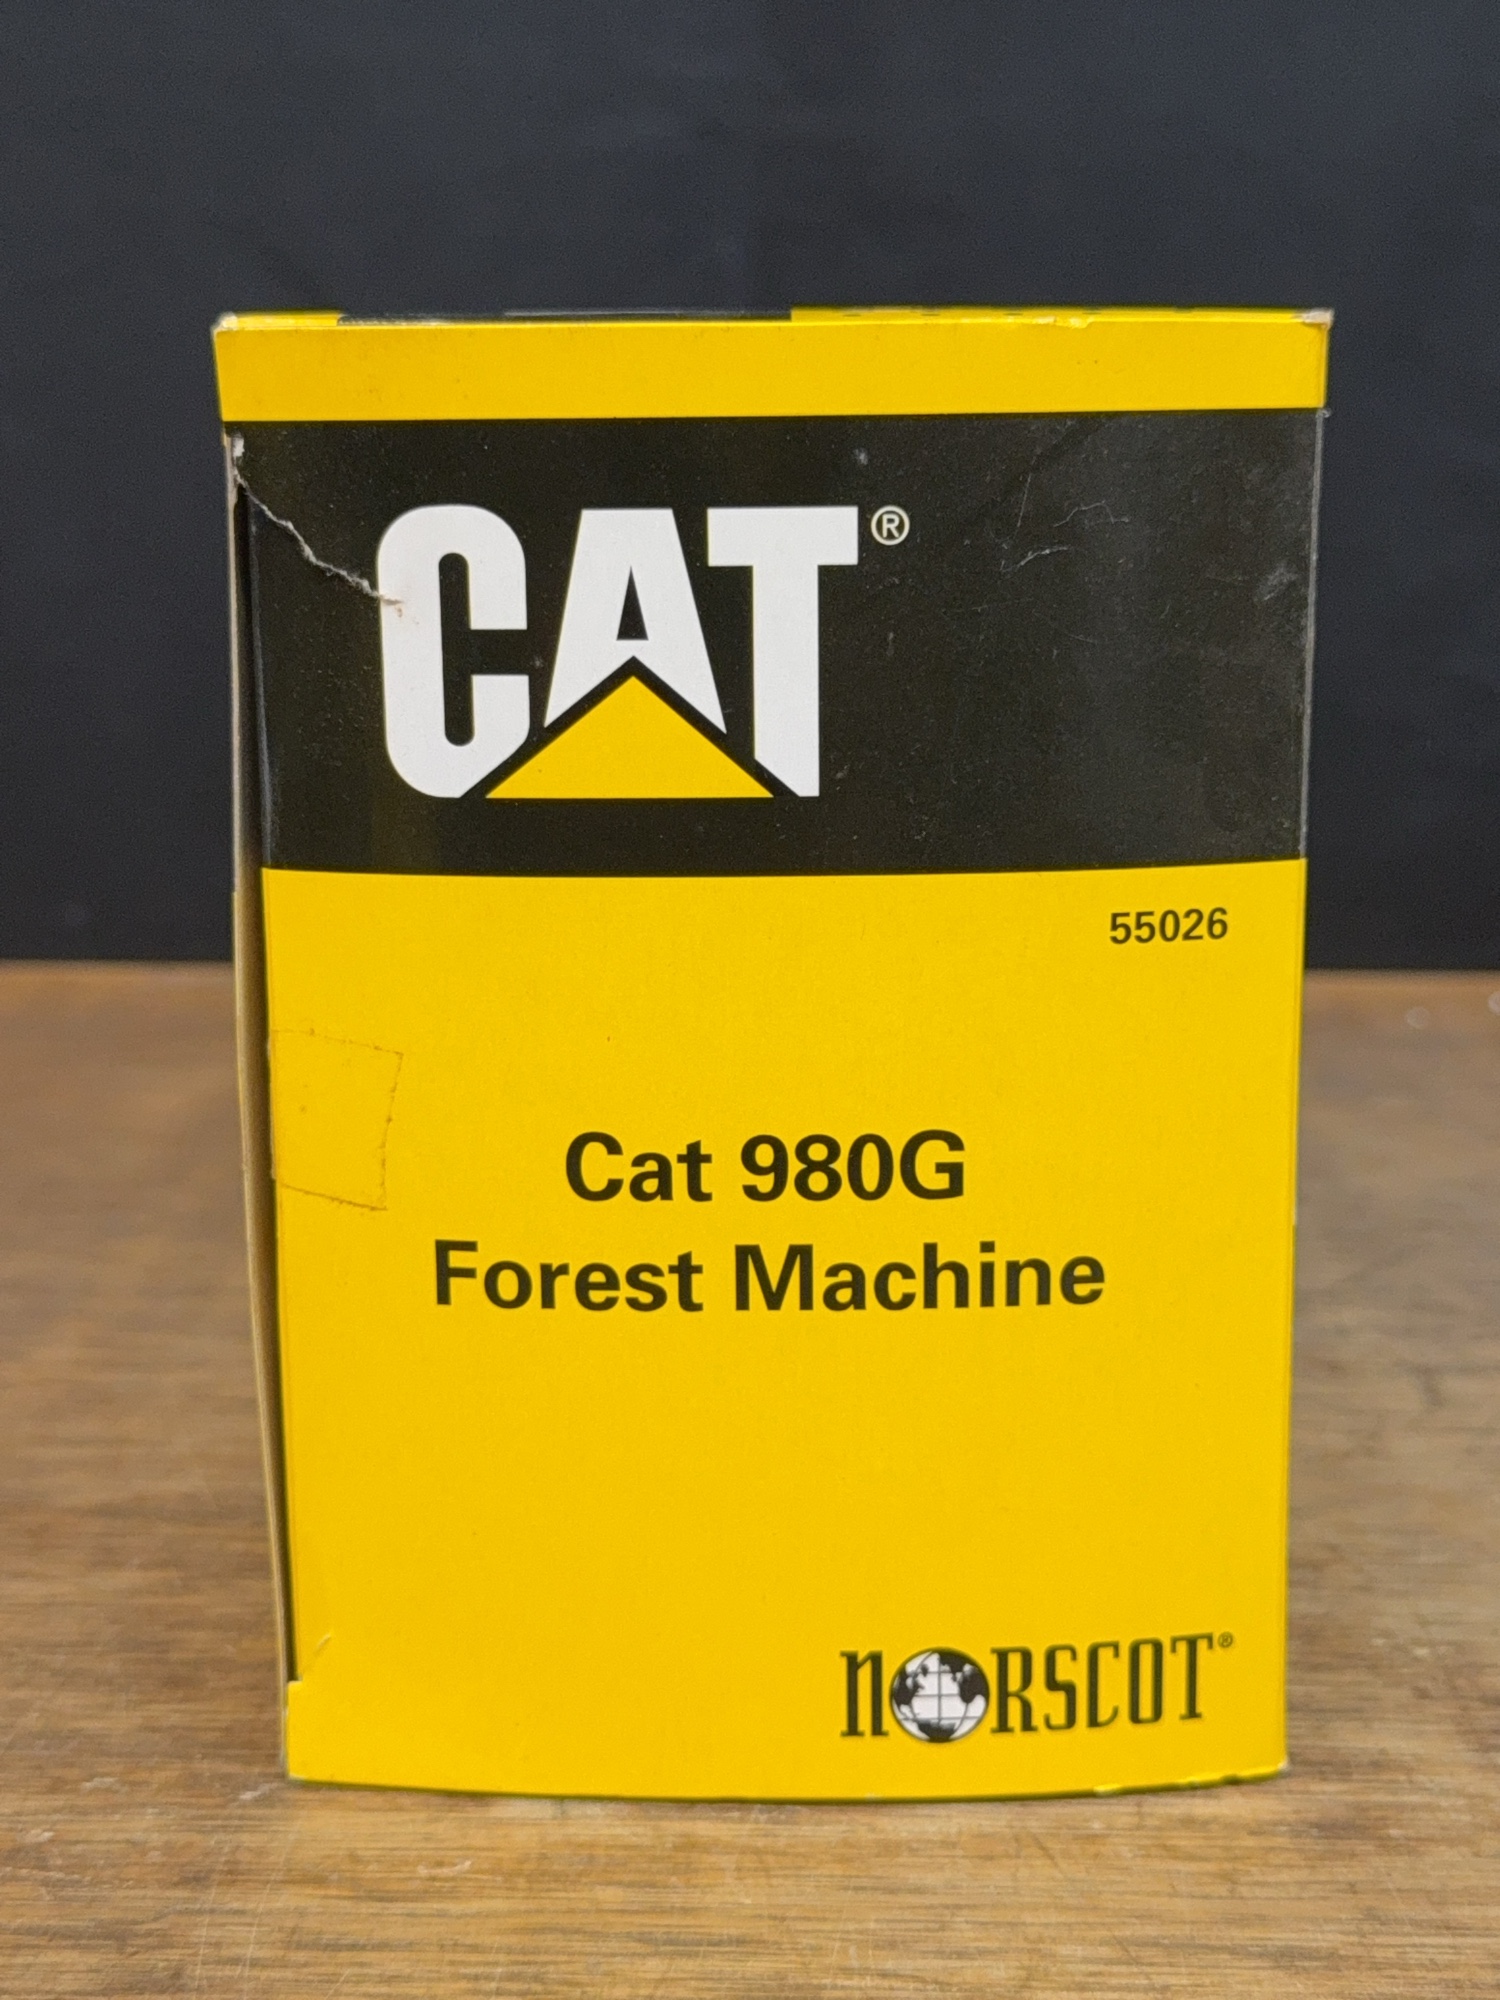 CAT®
55026
Cat 980G
Forest Machine
NORSCOT®